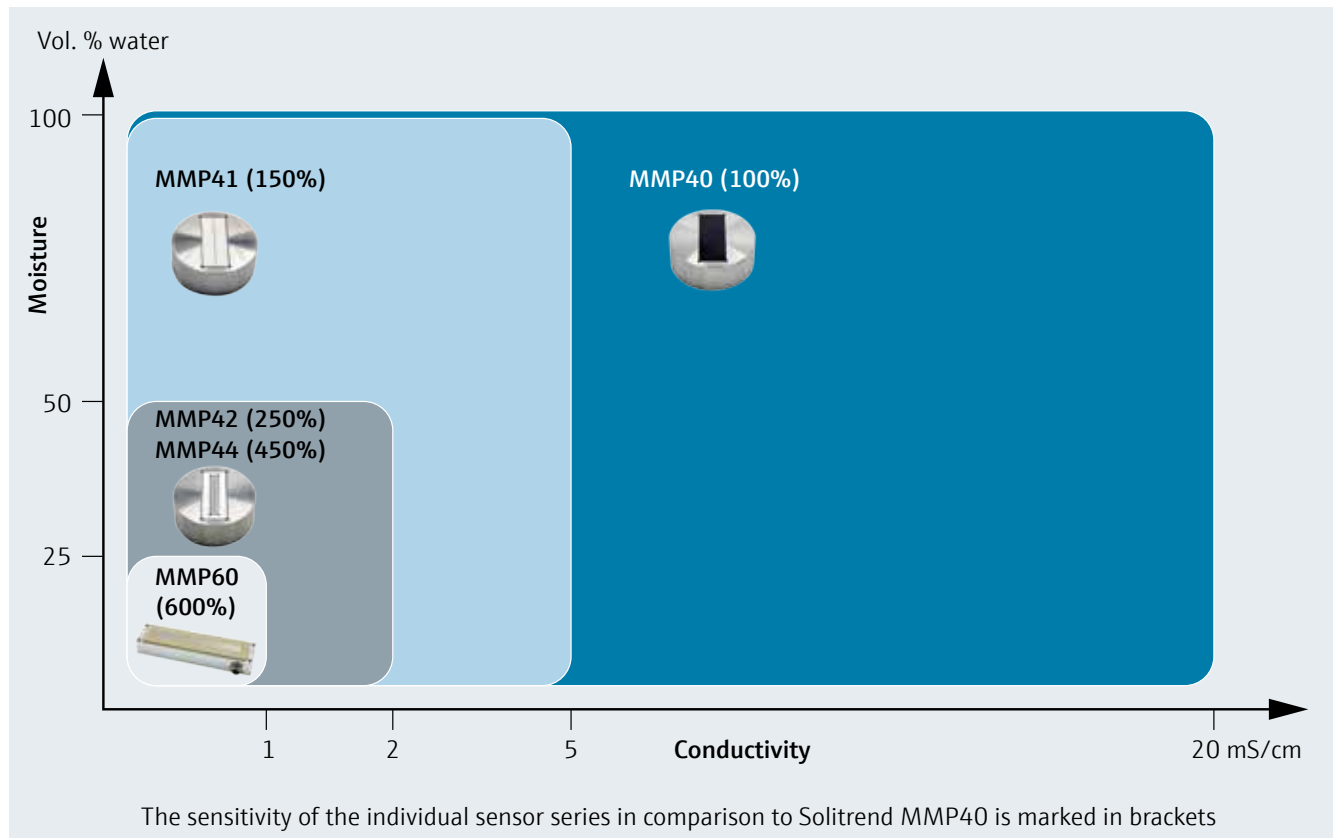 Vol. % water
100
MMP41 (150%)
MMP40 (100%)
Moisture
50
MMP42 (250%)
MMP44 (450%)
25
MMP60
(600%)
1
2
5
Conductivity
20 mS/cm
The sensitivity of the individual sensor series in comparison to Solitrend MMP40 is marked in brackets